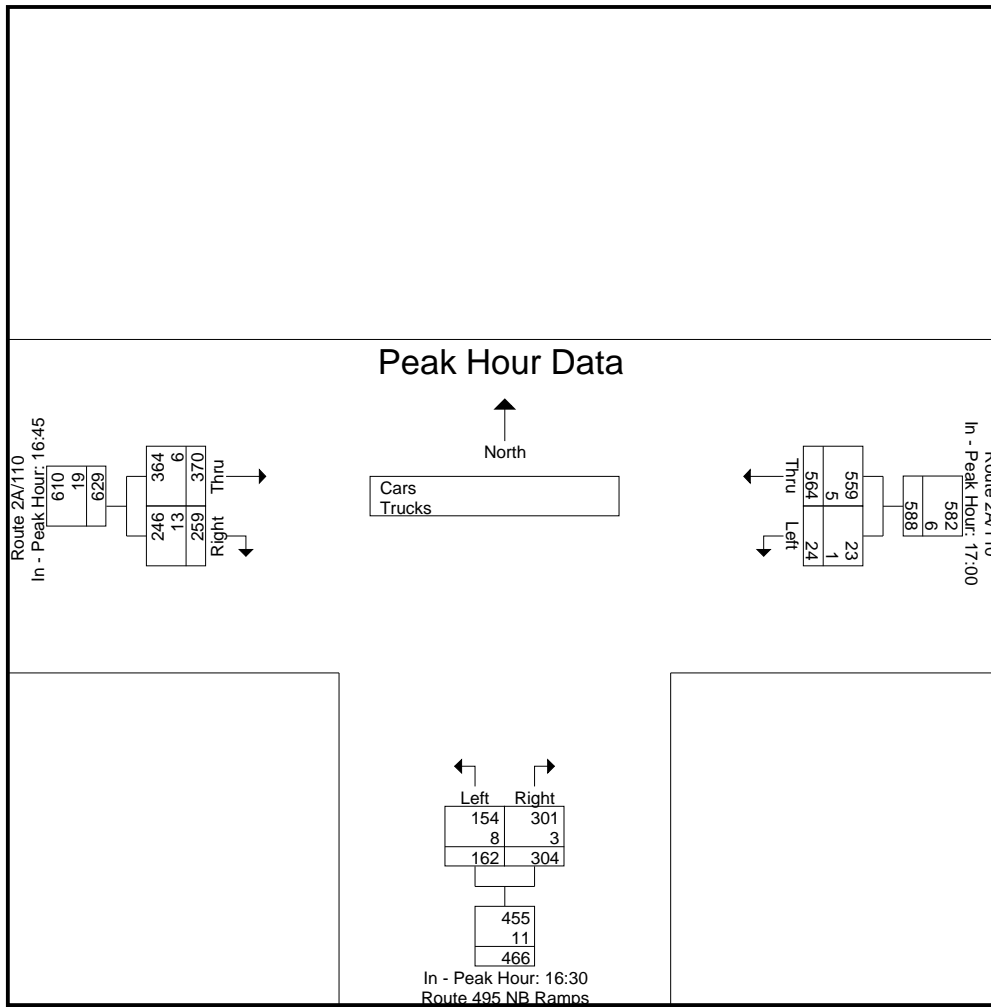 Peak Hour Data
North
Cars
Trucks
Route 2A/110
In - Peak Hour: 16:45
610
19
629
364
6
370
Thru
246
13
259
Right
Route 2A/110
In - Peak Hour: 17:00
582
6
588
559
5
564
Thru
23
1
24
Left
Left Right
154 301
8 3
162 304
455
11
466
In - Peak Hour: 16:30
Route 495 NB Ramps